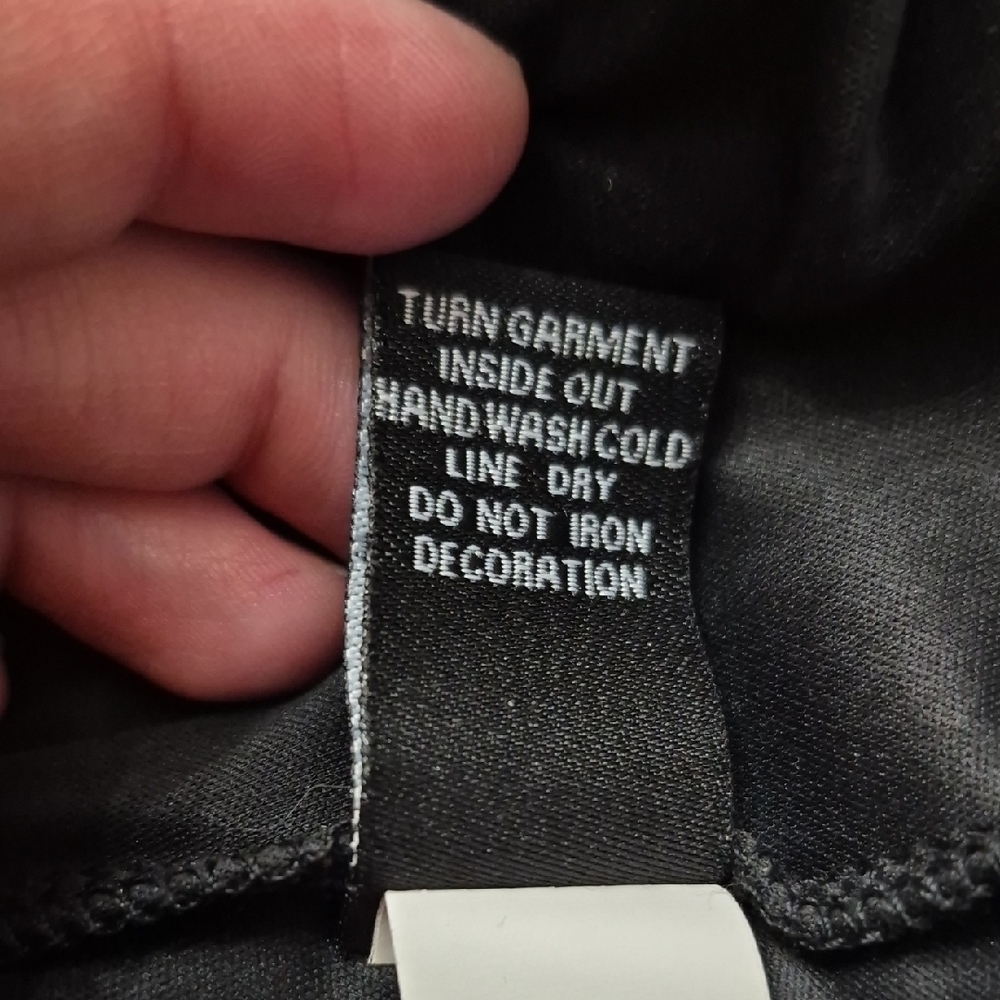 TURN GARMENT
INSIDE OUT
HAND WASH COLD
LINE DRY
DO NOT IRON
DECORATION